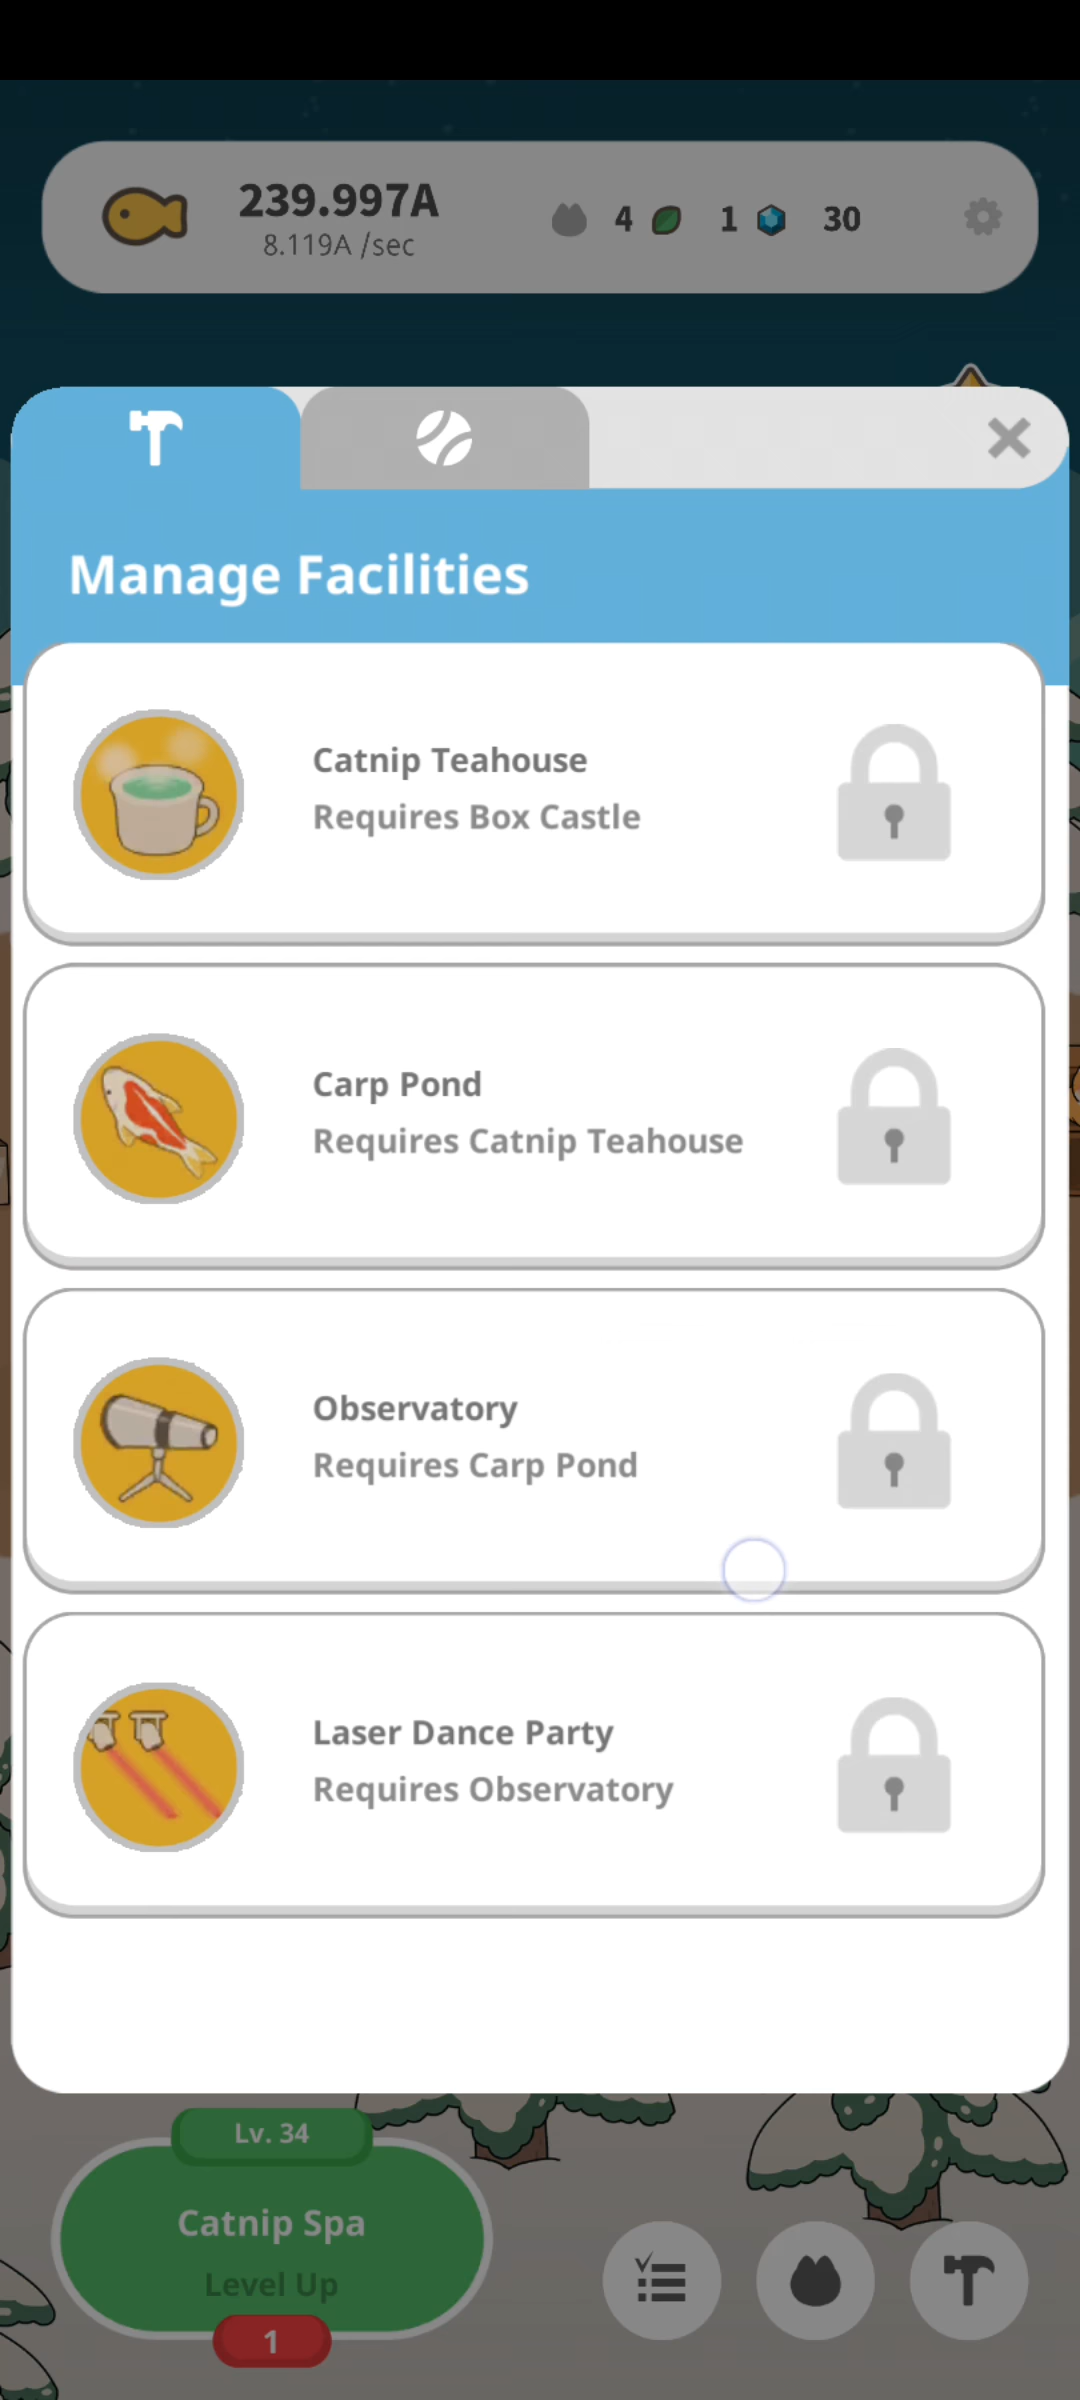 239.997A
8.119A /sec
4
1
30
Manage Facilities
Catnip Teahouse
Requires Box Castle
Carp Pond
Requires Catnip Teahouse
Observatory
Requires Carp Pond
Laser Dance Party
Requires Observatory
Lv. 34
Catnip Spa
Level Up
1